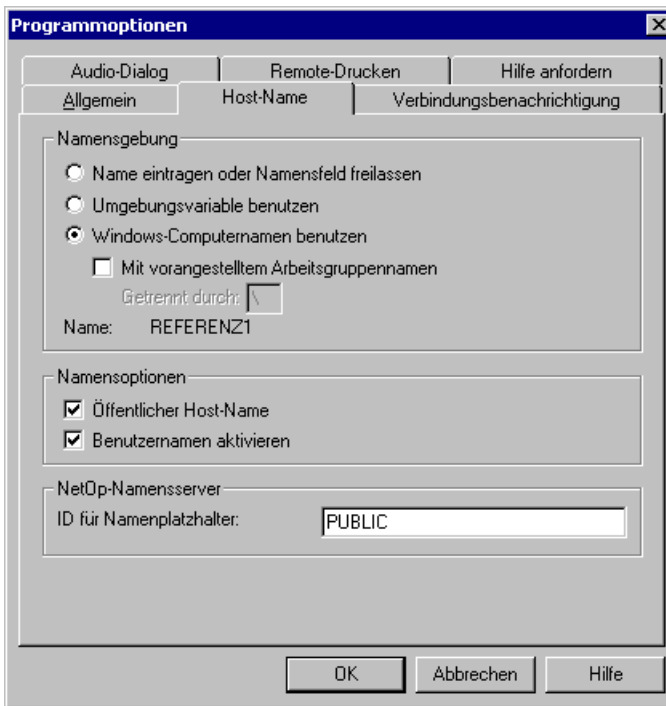 Programmoptionen
Audio-Dialog Remote-Drucken Hilfe anfordern
Allgemein Host-Name Verbindungsbenachrichtigung
Namensgebung
Name eintragen oder Namensfeld freilassen
Umgebungsvariable benutzen
Windows-Computernamen benutzen
Mit vorangestelltem Arbeitsgruppennamen
Getrennt durch: \
Name: REFERENZ1
Namensoptionen
Öffentlicher Host-Name
Benutzernamen aktivieren
NetOp-Namensserver
ID für Namenplatzhalter: PUBLIC
OK Abbrechen Hilfe